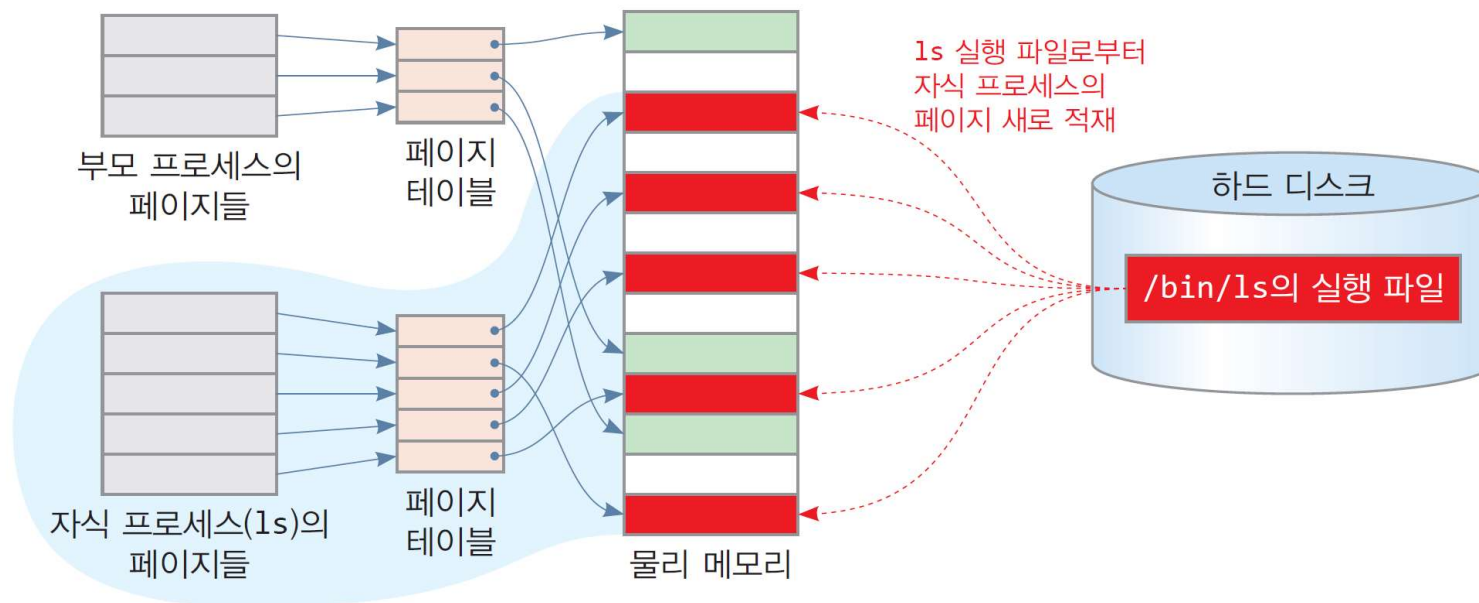 부모 프로세스의
페이지들
페이지
테이블
ls 실행 파일로부터
자식 프로세스의
페이지 새로 적재
하드 디스크
/bin/ls의 실행 파일
자식 프로세스(ls)의
페이지들
페이지
테이블
물리 메모리